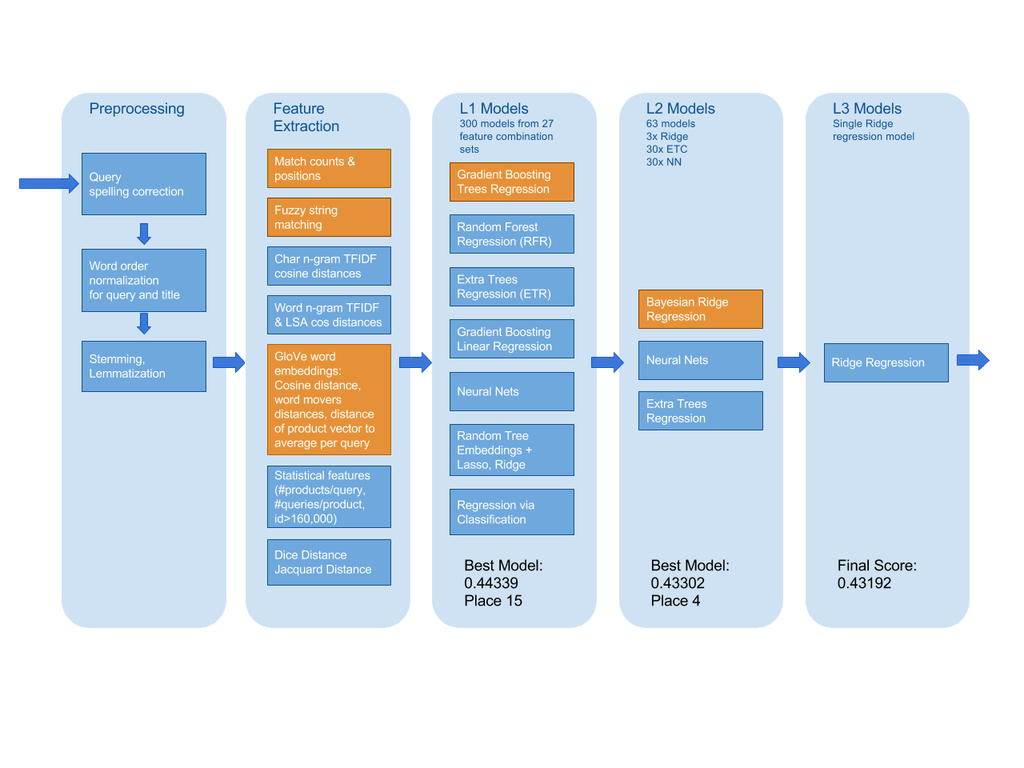 Preprocessing
Query
spelling correction
Word order
normalization
for query and title
Stemming,
Lemmatization
Feature
Extraction
Match counts &
positions
Fuzzy string
matching
Char n-gram TFIDF
cosine distances
Word n-gram TFIDF
& LSA cos distances
GloVe word
embeddings:
Cosine distance,
word movers
distances, distance
of product vector to
average per query
Statistical features
(#products/query,
#queries/product,
id>160,000)
Dice Distance
Jacquard Distance
L1 Models
300 models from 27
feature combination
sets
Gradient Boosting
Trees Regression
Random Forest
Regression (RFR)
Extra Trees
Regression (ETR)
Gradient Boosting
Linear Regression
Neural Nets
Random Tree
Embeddings +
Lasso, Ridge
Regression via
Classification
Best Model:
0.44339
Place 15
L2 Models
63 models
3x Ridge
30x ETC
30x NN
Bayesian Ridge
Regression
Neural Nets
Extra Trees
Regression
Best Model:
0.43302
Place 4
L3 Models
Single Ridge
regression model
Ridge Regression
Final Score:
0.43192